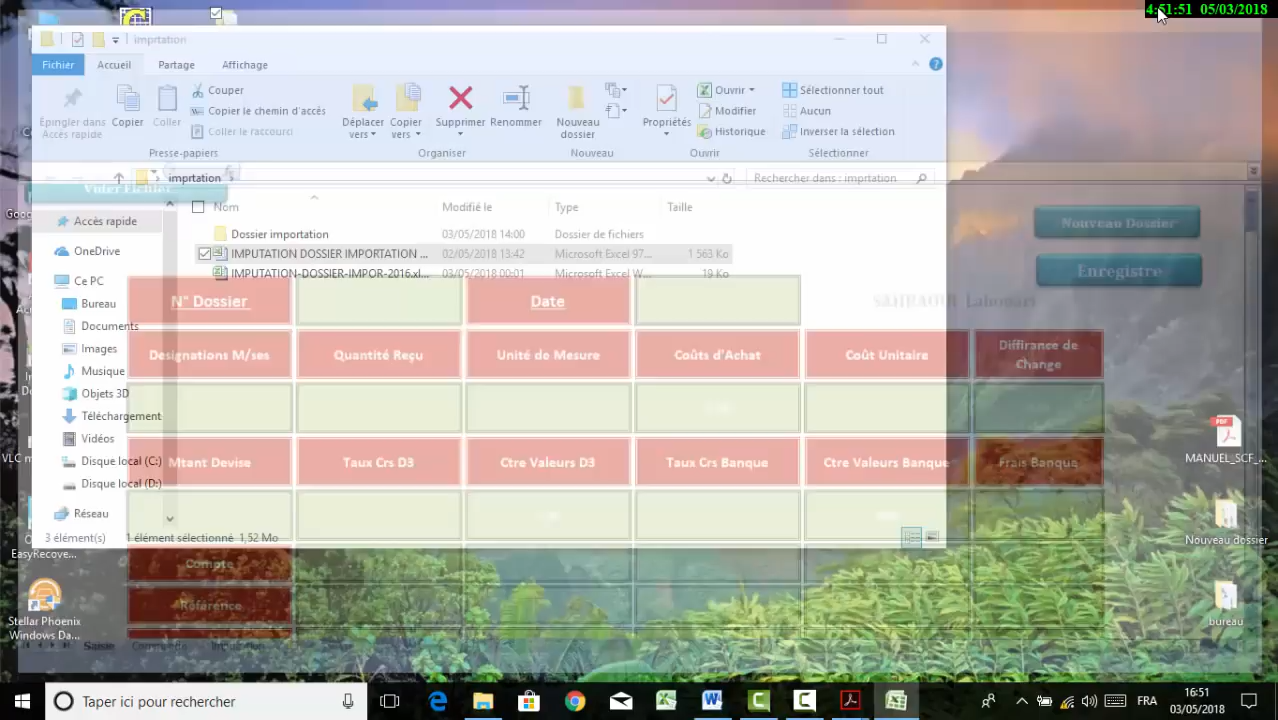 4:51:51 05/03/2018
imprtation
Fichier Accueil Partage Affichage
Épingler dans Accès rapide
Copier
Coller
Couper
Copier le chemin d'accès
Coller le raccourci
Déplacer vers
Copier vers
Supprimer
Renommer
Nouveau dossier
Propriétés
Ouvrir
Modifier
Historique
Sélectionner tout
Aucun
Inverser la sélection
Presse-papiers Organiser Nouveau Ouvrir Sélectionner
imprtation
Rechercher dans : imprtation
Vider Fichier
Nom Modifié le Type Taille
Accès rapide
OneDrive
Ce PC
Bureau
Documents
Images
Musique
Objets 3D
Téléchargement
Vidéos
Disque local (C:)
Disque local (D:)
Réseau
Dossier importation 03/05/2018 14:00 Dossier de fichiers
IMPUTATION DOSSIER IMPORTATION ... 03/05/2018 13:42 Microsoft Excel 97... 1 563 Ko
IMPUTATION-DOSSIER-IMPOR-2016.xl... 03/05/2018 00:01 Microsoft Excel W... 19 Ko
3 élément(s) 1 élément sélectionné 1,52 Mo
Nouveau Dossier
Enregistre
SAHRAOUI Lahouari
N° Dossier Date
Designations M/ses Quantité Reçu Unité de Mesure Coûts d'Achat Coût Unitaire Diffirance de Change
Mtant Devise Taux Crs D3 Ctre Valeurs D3 Taux Crs Banque Ctre Valeurs Banque Frais Banque
Compte
Référence
Saisie
MANUEL_SCF_...
Nouveau dossier
bureau
EasyRecove...
Stellar Phoenix
Windows Da...
Taper ici pour rechercher
FRA
16:51
03/05/2018